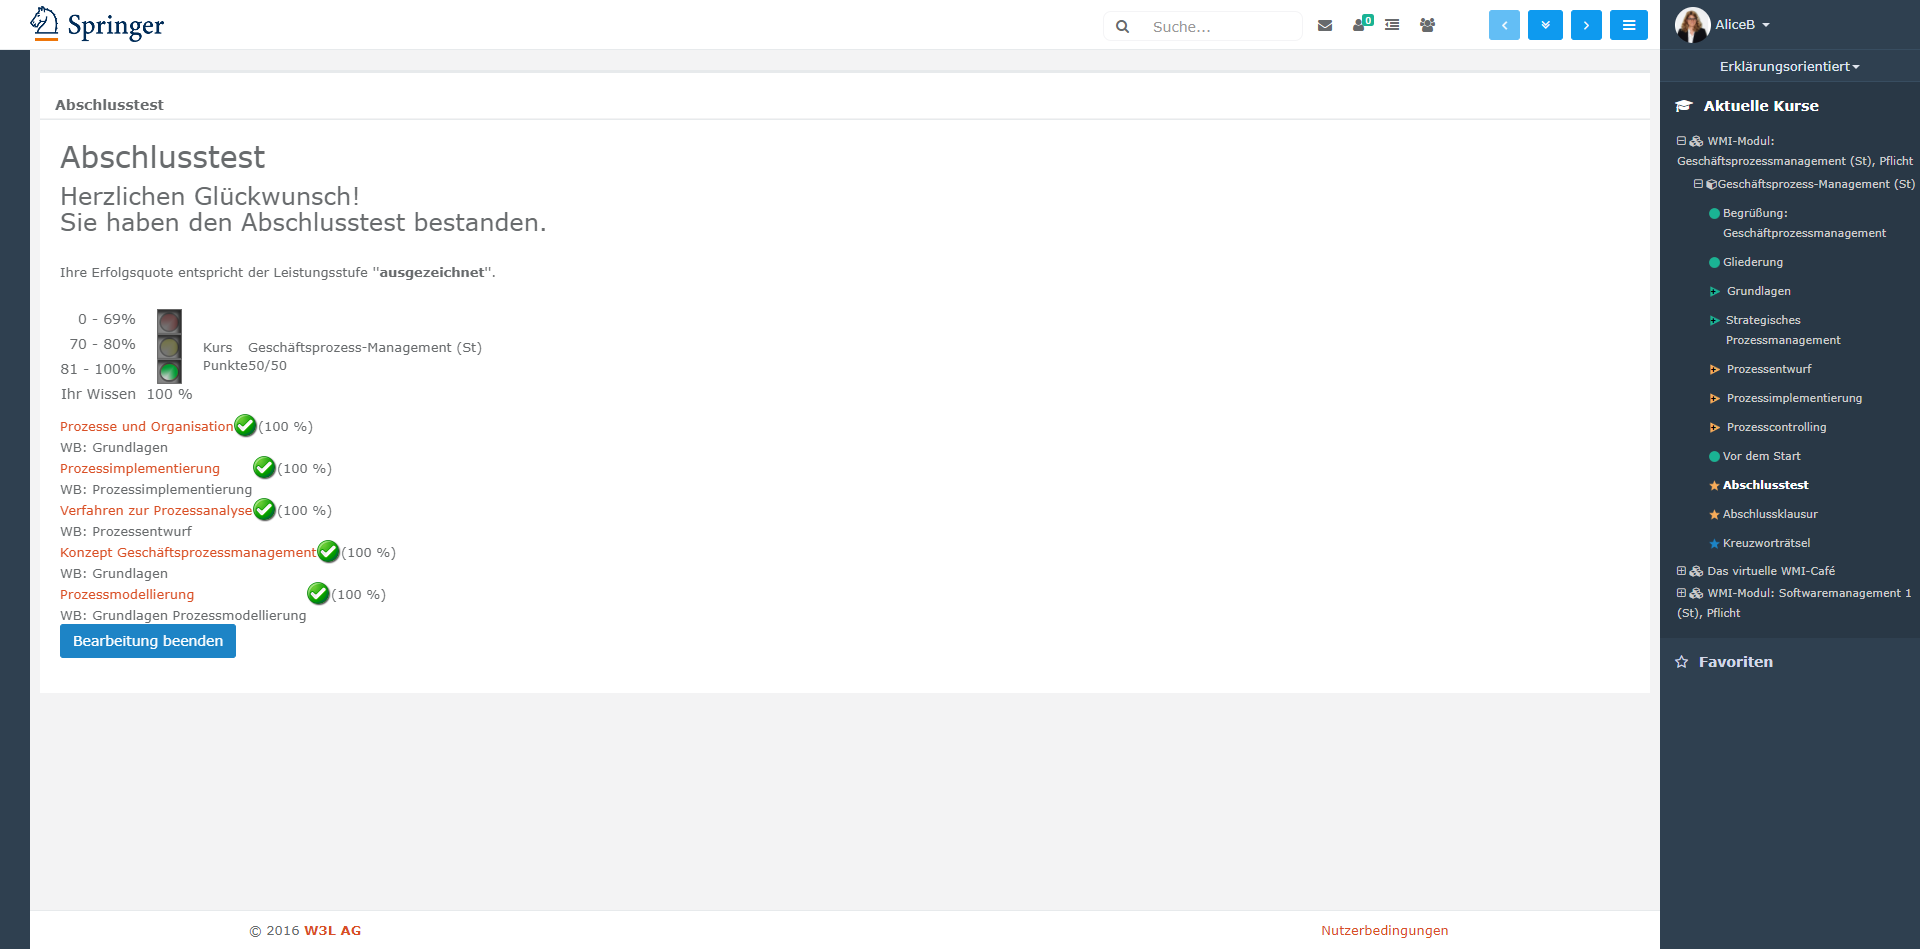 Springer
Suche...
0
AliceB
Erklärungsorientiert
Abschlusstest
Abschlusstest
Herzlichen Glückwunsch!
Sie haben den Abschlusstest bestanden.
Ihre Erfolgsquote entspricht der Leistungsstufe "ausgezeichnet".
0 - 69%
70 - 80%
81 - 100%
Ihr Wissen 100 %
Kurs Geschäftsprozess-Management (St)
Punkte50/50
Prozesse und Organisation (100 %)
WB: Grundlagen
Prozessimplementierung (100 %)
WB: Prozessimplementierung
Verfahren zur Prozessanalyse (100 %)
WB: Prozessentwurf
Konzept Geschäftsprozessmanagement (100 %)
WB: Grundlagen
Prozessmodellierung (100 %)
WB: Grundlagen Prozessmodellierung
Bearbeitung beenden
Aktuelle Kurse
WMI-Modul:
Geschäftsprozessmanagement (St), Pflicht
Geschäftsprozess-Management (St)
Begrüßung:
Geschäftprozessmanagement
Gliederung
Grundlagen
Strategisches
Prozessmanagement
Prozessentwurf
Prozessimplementierung
Prozesscontrolling
Vor dem Start
Abschlusstest
Abschlussklausur
Kreuzworträtsel
Das virtuelle WMI-Café
WMI-Modul: Softwaremanagement 1
(St), Pflicht
Favoriten
© 2016 W3L AG
Nutzerbedingungen